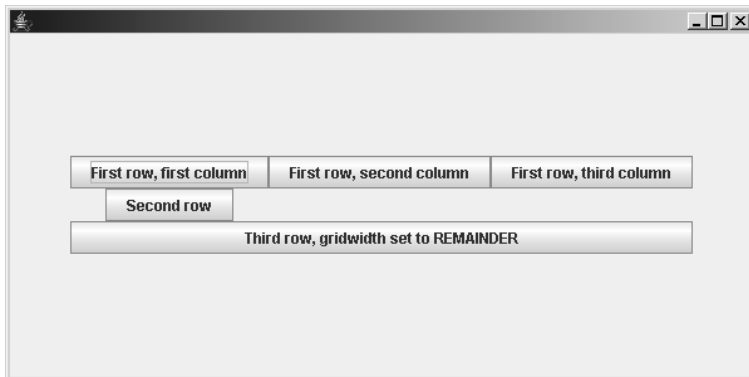 First row, first column
First row, second column
First row, third column
Second row
Third row, gridwidth set to REMAINDER